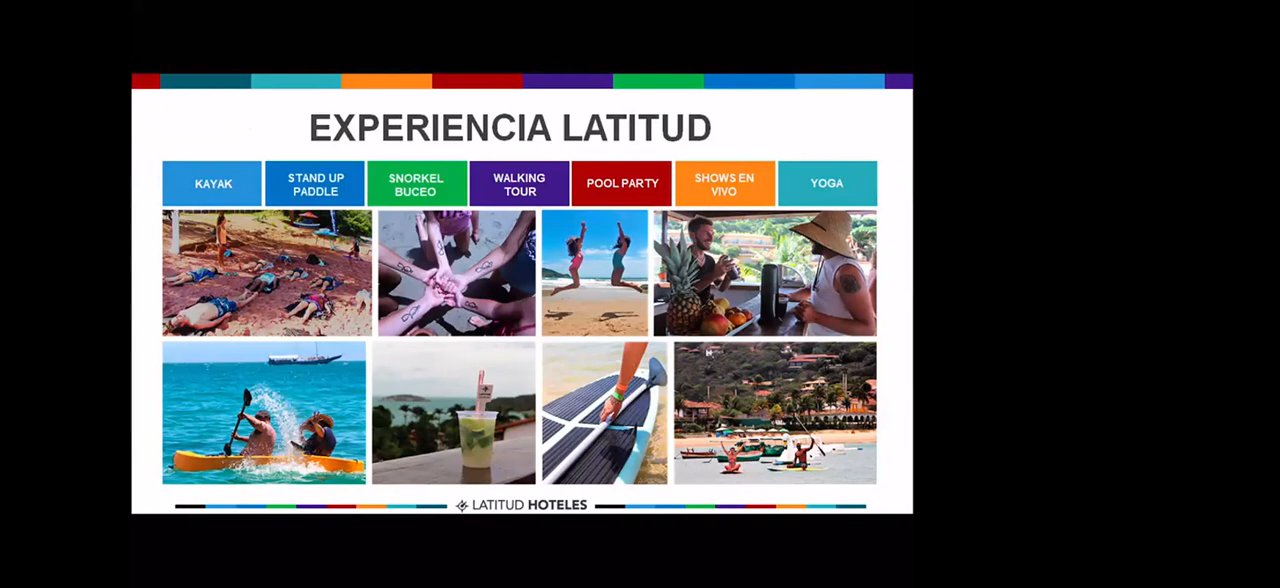 EXPERIENCIA LATITUD
KAYAK
STAND UP
PADDLE
SNORKEL
BUCEO
WALKING
TOUR
POOL PARTY
SHOWS EN
VIVO
YOGA
LATITUD HOTELES